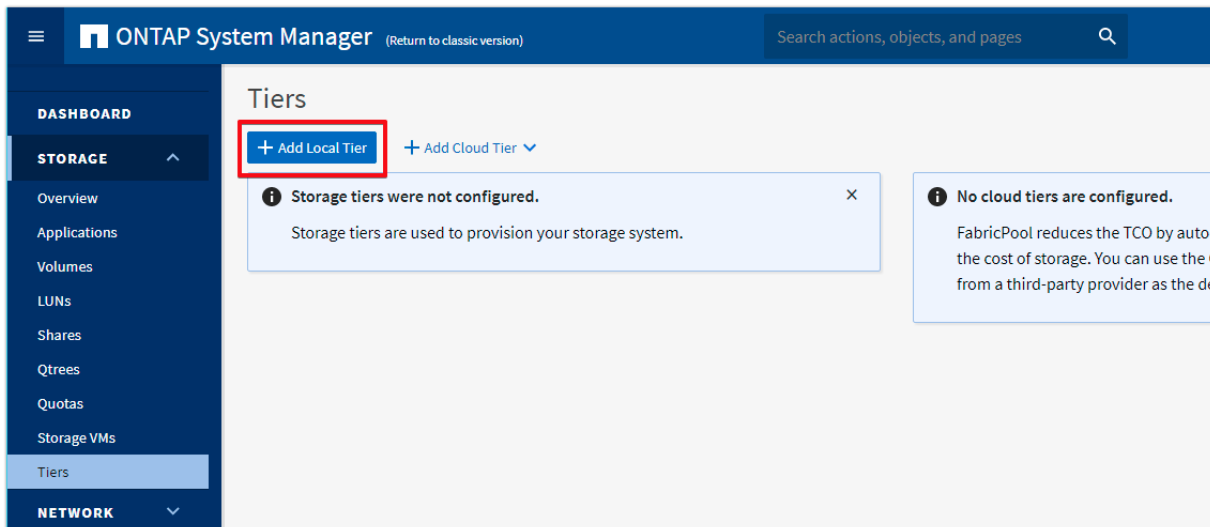 ONTAP System Manager (Return to classic version)
Search actions, objects, and pages
DASHBOARD
STORAGE
Overview
Applications
Volumes
LUNs
Shares
Qtrees
Quotas
Storage VMs
Tiers
NETWORK
Tiers
+ Add Local Tier
+ Add Cloud Tier
Storage tiers were not configured.
Storage tiers are used to provision your storage system.
No cloud tiers are configured.
FabricPool reduces the TCO by auto
the cost of storage. You can use the
from a third-party provider as the